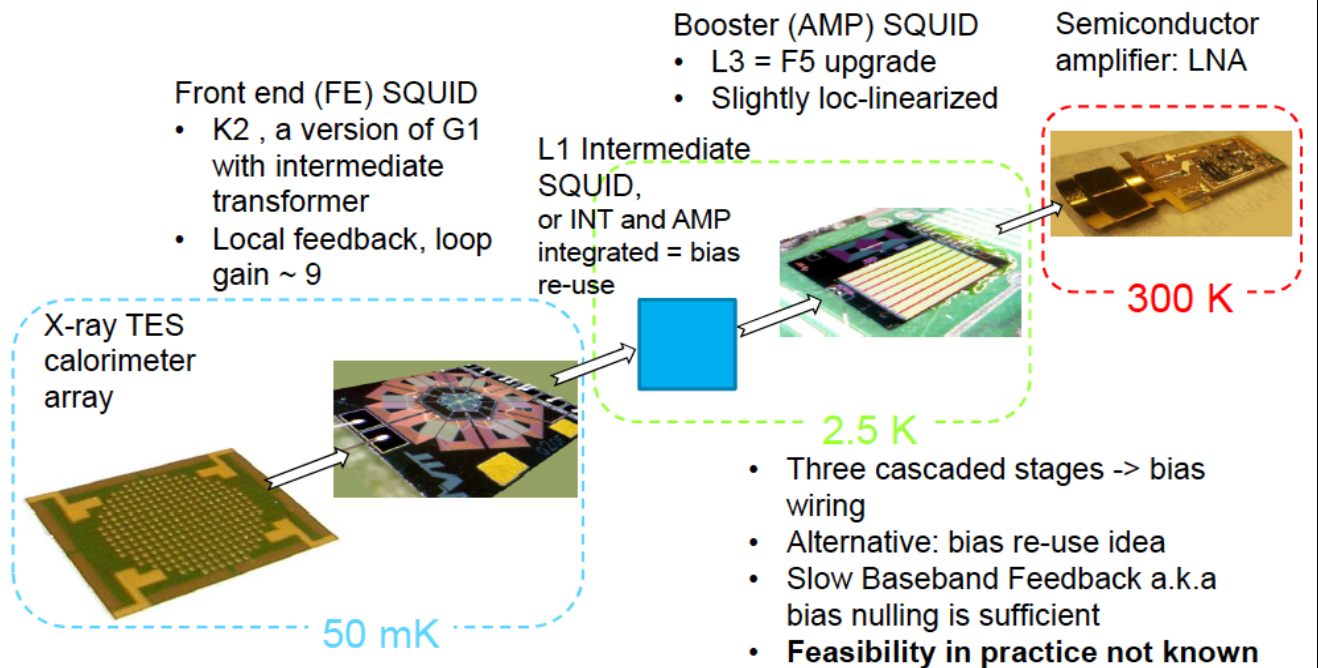 Front end (FE) SQUID
• K2 , a version of G1
with intermediate
transformer
• Local feedback, loop
gain ~ 9
L1 Intermediate
SQUID,
or INT and AMP
integrated = bias
re-use
Booster (AMP) SQUID
• L3 = F5 upgrade
• Slightly loc-linearized
Semiconductor
amplifier: LNA
X-ray TES
calorimeter
array
VTT
50 mK
2.5 K
300 K
• Three cascaded stages -> bias
wiring
• Alternative: bias re-use idea
• Slow Baseband Feedback a.k.a
bias nulling is sufficient
• Feasibility in practice not known